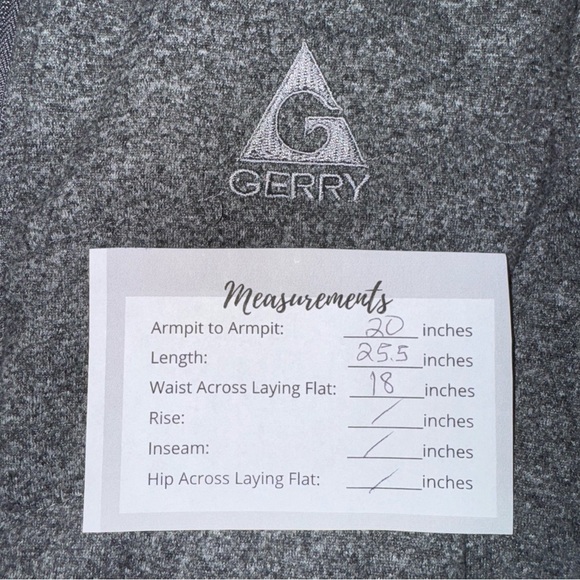 G
GERRY
Measurements
Armpit to Armpit: 20 inches
Length: 25.5 inches
Waist Across Laying Flat: 18 inches
Rise: / inches
Inseam: / inches
Hip Across Laying Flat: / inches